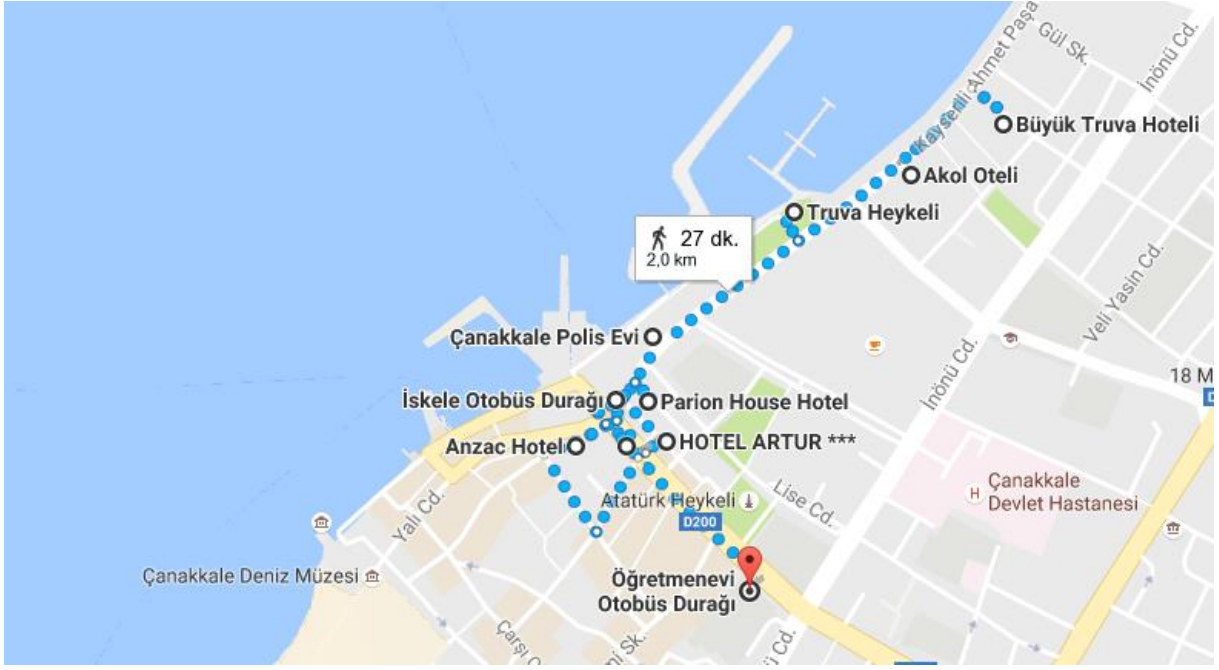 Gül Sk.
İnönü Cd.
Kayserili Ahmet Paşa
Büyük Truva Hoteli
Akol Oteli
Truva Heykeli
27 dk.
2,0 km
Veli Yasin Cd.
Çanakkale Polis Evi
İnönü Cd.
18 M
İskele Otobüs Durağı
Parion House Hotel
Anzac Hotel
HOTEL ARTUR ***
H
Çanakkale
Devlet Hastanesi
Yalı Cd.
Atatürk Heykeli
Lise Cd.
D200
Çanakkale Deniz Müzesi
Öğretmenevi
Otobüs Durağı
Çarşı
Sk.
Cd.